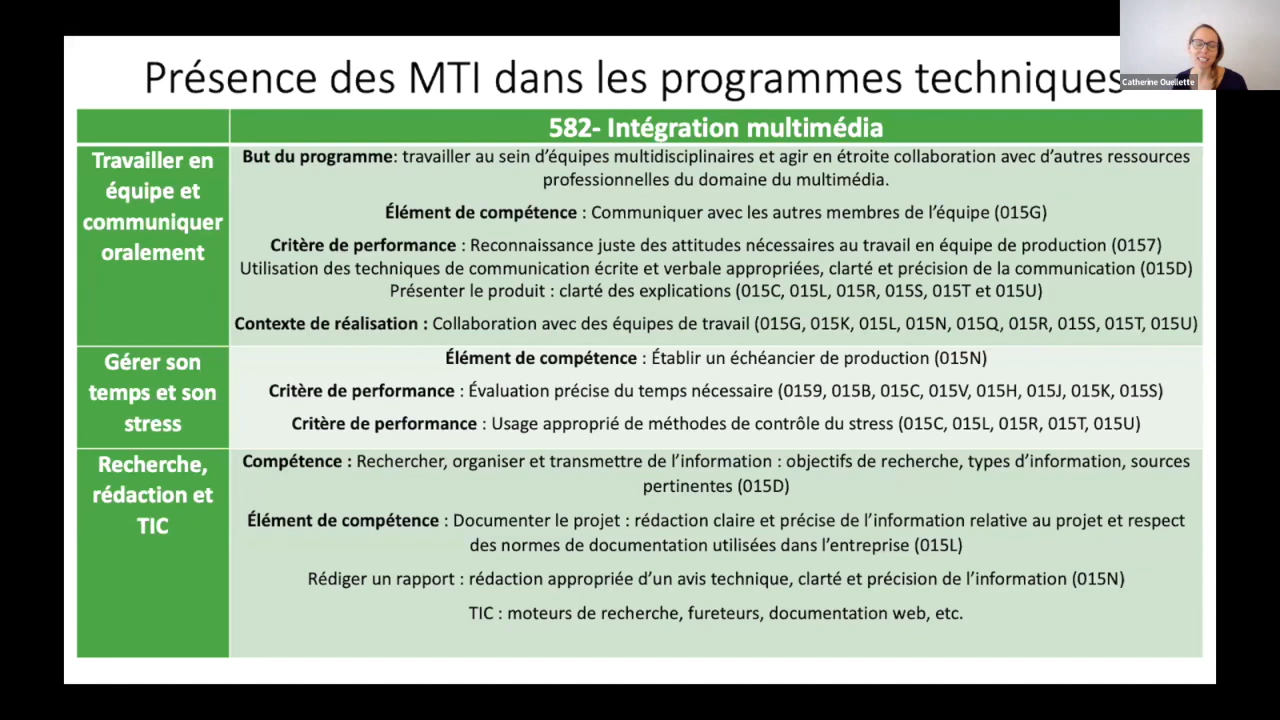 Présence des MTI dans les programmes techniques
Catherine Ouellette
582- Intégration multimédia
Travailler en
équipe et
communiquer
oralement
But du programme: travailler au sein d'équipes multidisciplinaires et agir en étroite collaboration avec d'autres ressources
professionnelles du domaine du multimédia.
Élément de compétence : Communiquer avec les autres membres de l'équipe (015G)
Critère de performance : Reconnaissance juste des attitudes nécessaires au travail en équipe de production (0157)
Utilisation des techniques de communication écrite et verbale appropriées, clarté et précision de la communication (015D)
Présenter le produit : clarté des explications (015C, 015L, 015R, 015S, 015T et 015U)
Contexte de réalisation : Collaboration avec des équipes de travail (015G, 015K, 015L, 015N, 015Q, 015R, 015S, 015T, 015U)
Gérer son
temps et son
stress
Élément de compétence : Établir un échéancier de production (015N)
Critère de performance : Évaluation précise du temps nécessaire (0159, 015B, 015C, 015V, 015H, 015J, 015K, 015S)
Critère de performance : Usage approprié de méthodes de contrôle du stress (015C, 015L, 015R, 015T, 015U)
Recherche,
rédaction et
TIC
Compétence : Rechercher, organiser et transmettre de l'information : objectifs de recherche, types d'information, sources
pertinentes (015D)
Élément de compétence : Documenter le projet : rédaction claire et précise de l'information relative au projet et respect
des normes de documentation utilisées dans l'entreprise (015L)
Rédiger un rapport : rédaction appropriée d'un avis technique, clarté et précision de l'information (015N)
TIC : moteurs de recherche, fureteurs, documentation web, etc.